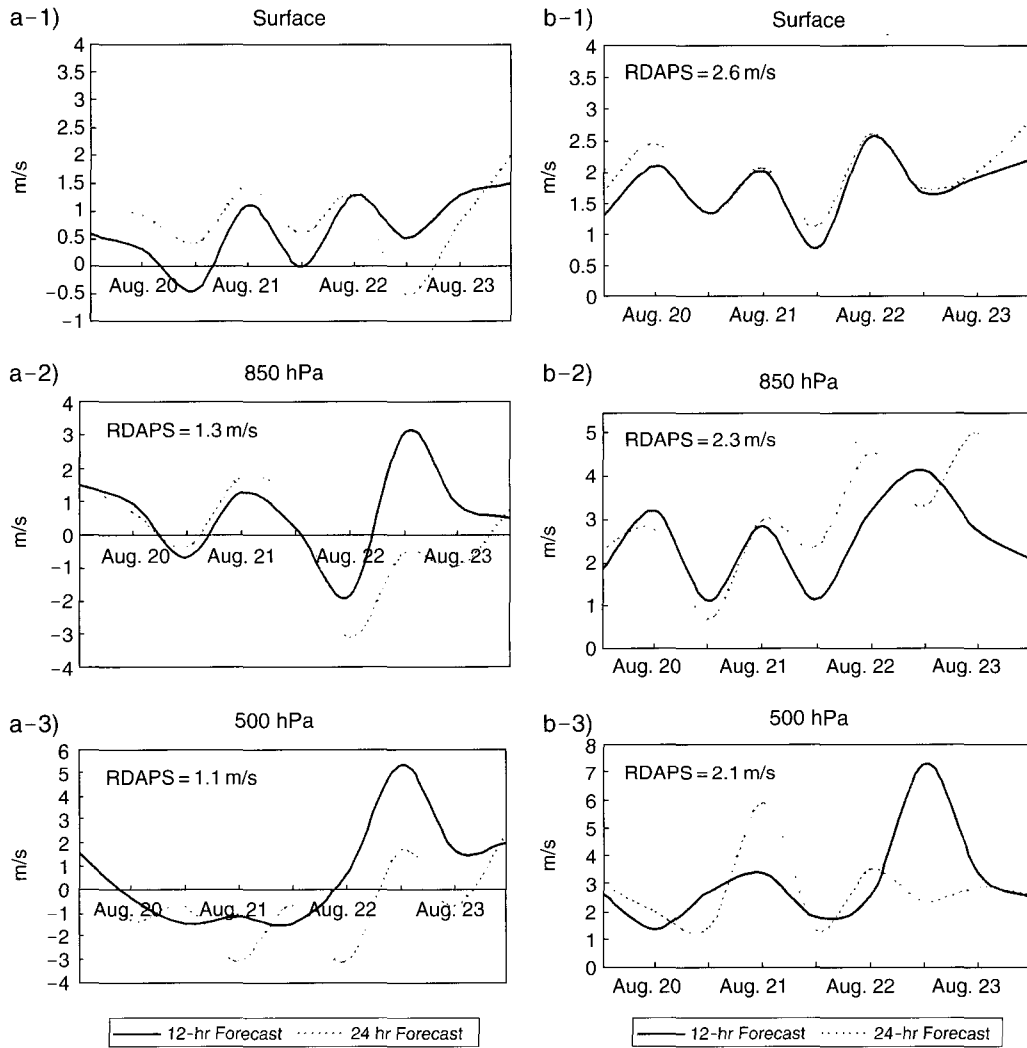 a-1)
Surface
4
3.5
3
2.5
2
1.5
1
0.5
0
-0.5
-1
m/s
Aug. 20 Aug. 21 Aug. 22 Aug. 23
b-1)
Surface
RDAPS = 2.6 m/s
4
3.5
3
2.5
2
1.5
1
0.5
0
m/s
Aug. 20 Aug. 21 Aug. 22 Aug. 23
a-2)
850 hPa
RDAPS = 1.3 m/s
4
3
2
1
0
-1
-2
-3
-4
m/s
Aug. 20 Aug. 21 Aug. 22 Aug. 23
b-2)
850 hPa
RDAPS = 2.3 m/s
5
4
3
2
1
0
m/s
Aug. 20 Aug. 21 Aug. 22 Aug. 23
a-3)
500 hPa
RDAPS = 1.1 m/s
6
5
4
3
2
1
0
-1
-2
-3
-4
m/s
Aug. 20 Aug. 21 Aug. 22 Aug. 23
b-3)
500 hPa
RDAPS = 2.1 m/s
8
7
6
5
4
3
2
1
0
m/s
Aug. 20 Aug. 21 Aug. 22 Aug. 23
12-hr Forecast 24 hr Forecast
12-hr Forecast 24-hr Forecast